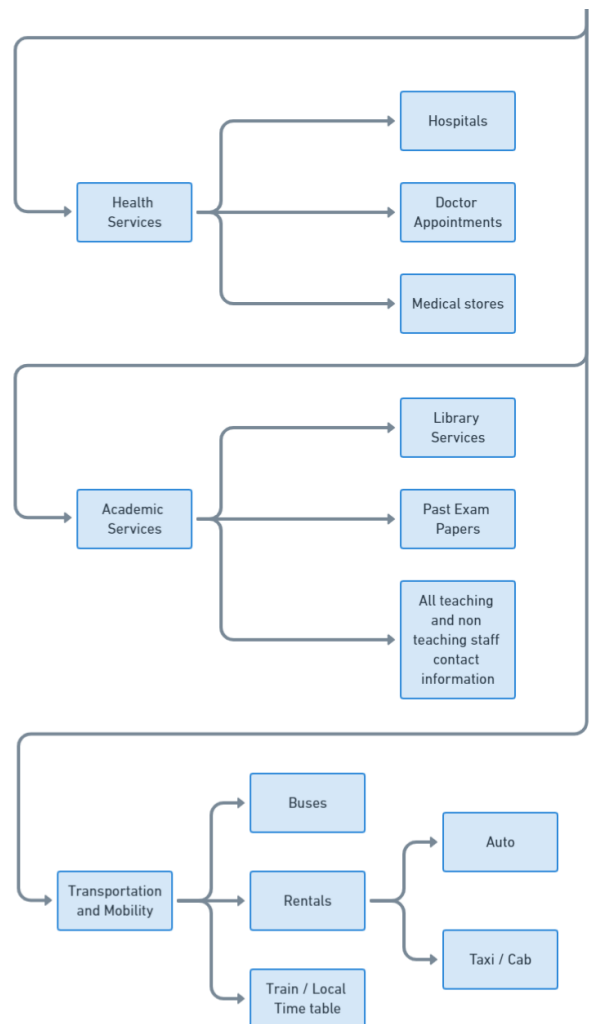 Hospitals
Health
Services
Doctor
Appointments
Medical stores
Library
Services
Academic
Services
Past Exam
Papers
All teaching
and non
teaching staff
contact
information
Buses
Auto
Transportation
and Mobility
Rentals
Taxi / Cab
Train / Local
Time table